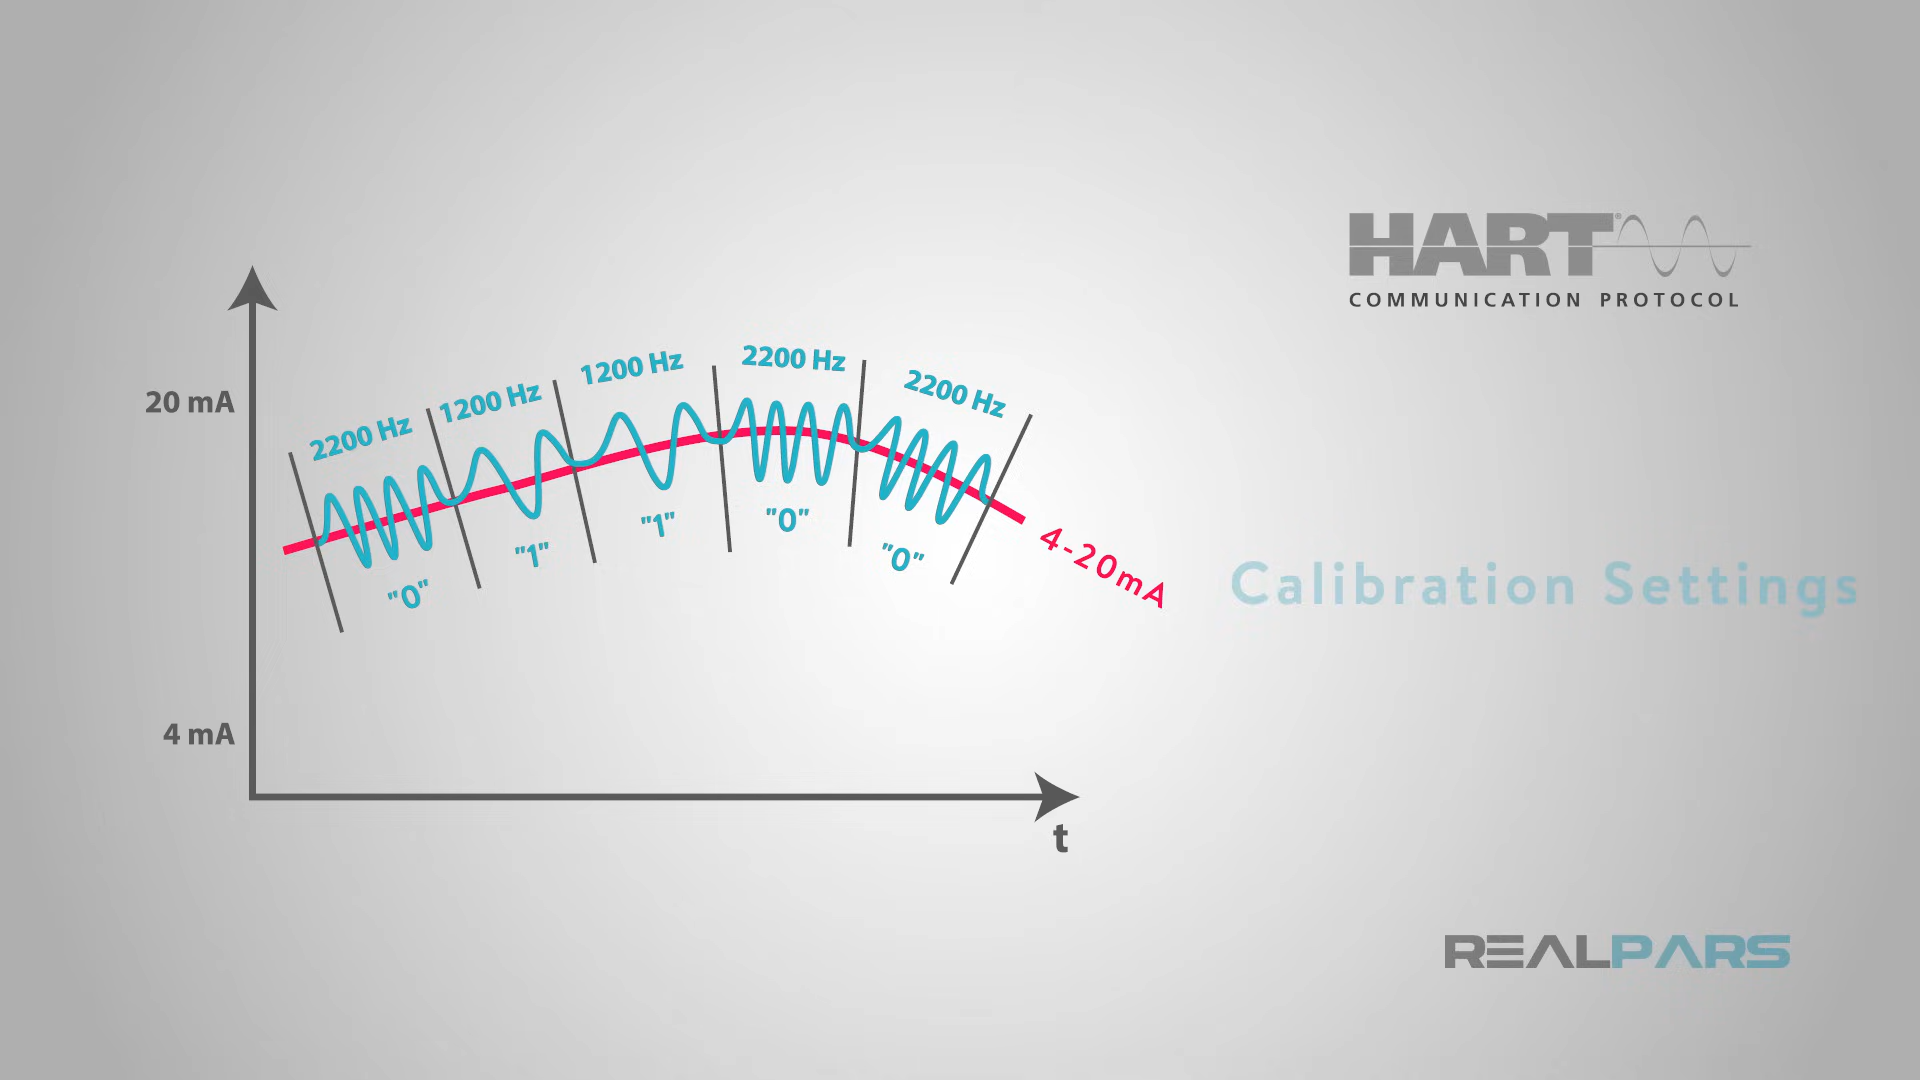 HART®
COMMUNICATION PROTOCOL
20 mA
4 mA
2200 Hz
1200 Hz
1200 Hz
2200 Hz
2200 Hz
"0"
"1"
"1"
"0"
"0"
4-20mA
Calibration Settings
t
REALPARS